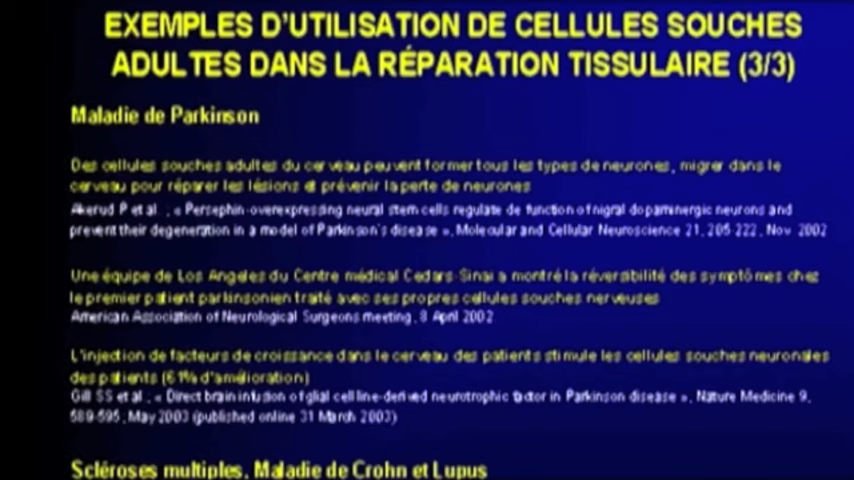 EXEMPLES D'UTILISATION DE CELLULES SOUCHES
ADULTES DANS LA RÉPARATION TISSULAIRE (3/3)
Maladie de Parkinson
Des cellules souches adultes du cerveau peuvent former tous les types de neurones, migrer dans le
cerveau pour réparer les lésions et prévenir la perte de neurones
Akerud P et al ., « Persephin-overexpressing neural stem cells regulate de function of nigral dopaminergic neurons and
prevent their degeneration in a model of Parkinson's disease », Molecular and Cellular Neuroscience 21, 205-222, Nov. 2002
Une équipe de Los Angeles du Centre médical Cedars-Sinai a montré la réversibilité des symptômes chez
le premier patient parkinsonien traité avec ses propres cellules souches nerveuses
American Association of Neurological Surgeons meeting, 8 April 2002
L'injection de facteurs de croissance dans le cerveau des patients stimule les cellules souches neuronales
des patients (61% d'amélioration)
Gill SS et al ; « Direct brain infusion of glial cell line-derived neurotrophic factor in Parkinson disease », Nature Medicine 9,
589-595, May 2003 (published online 31 March 2003)
Scléroses multiples, Maladie de Crohn et Lupus